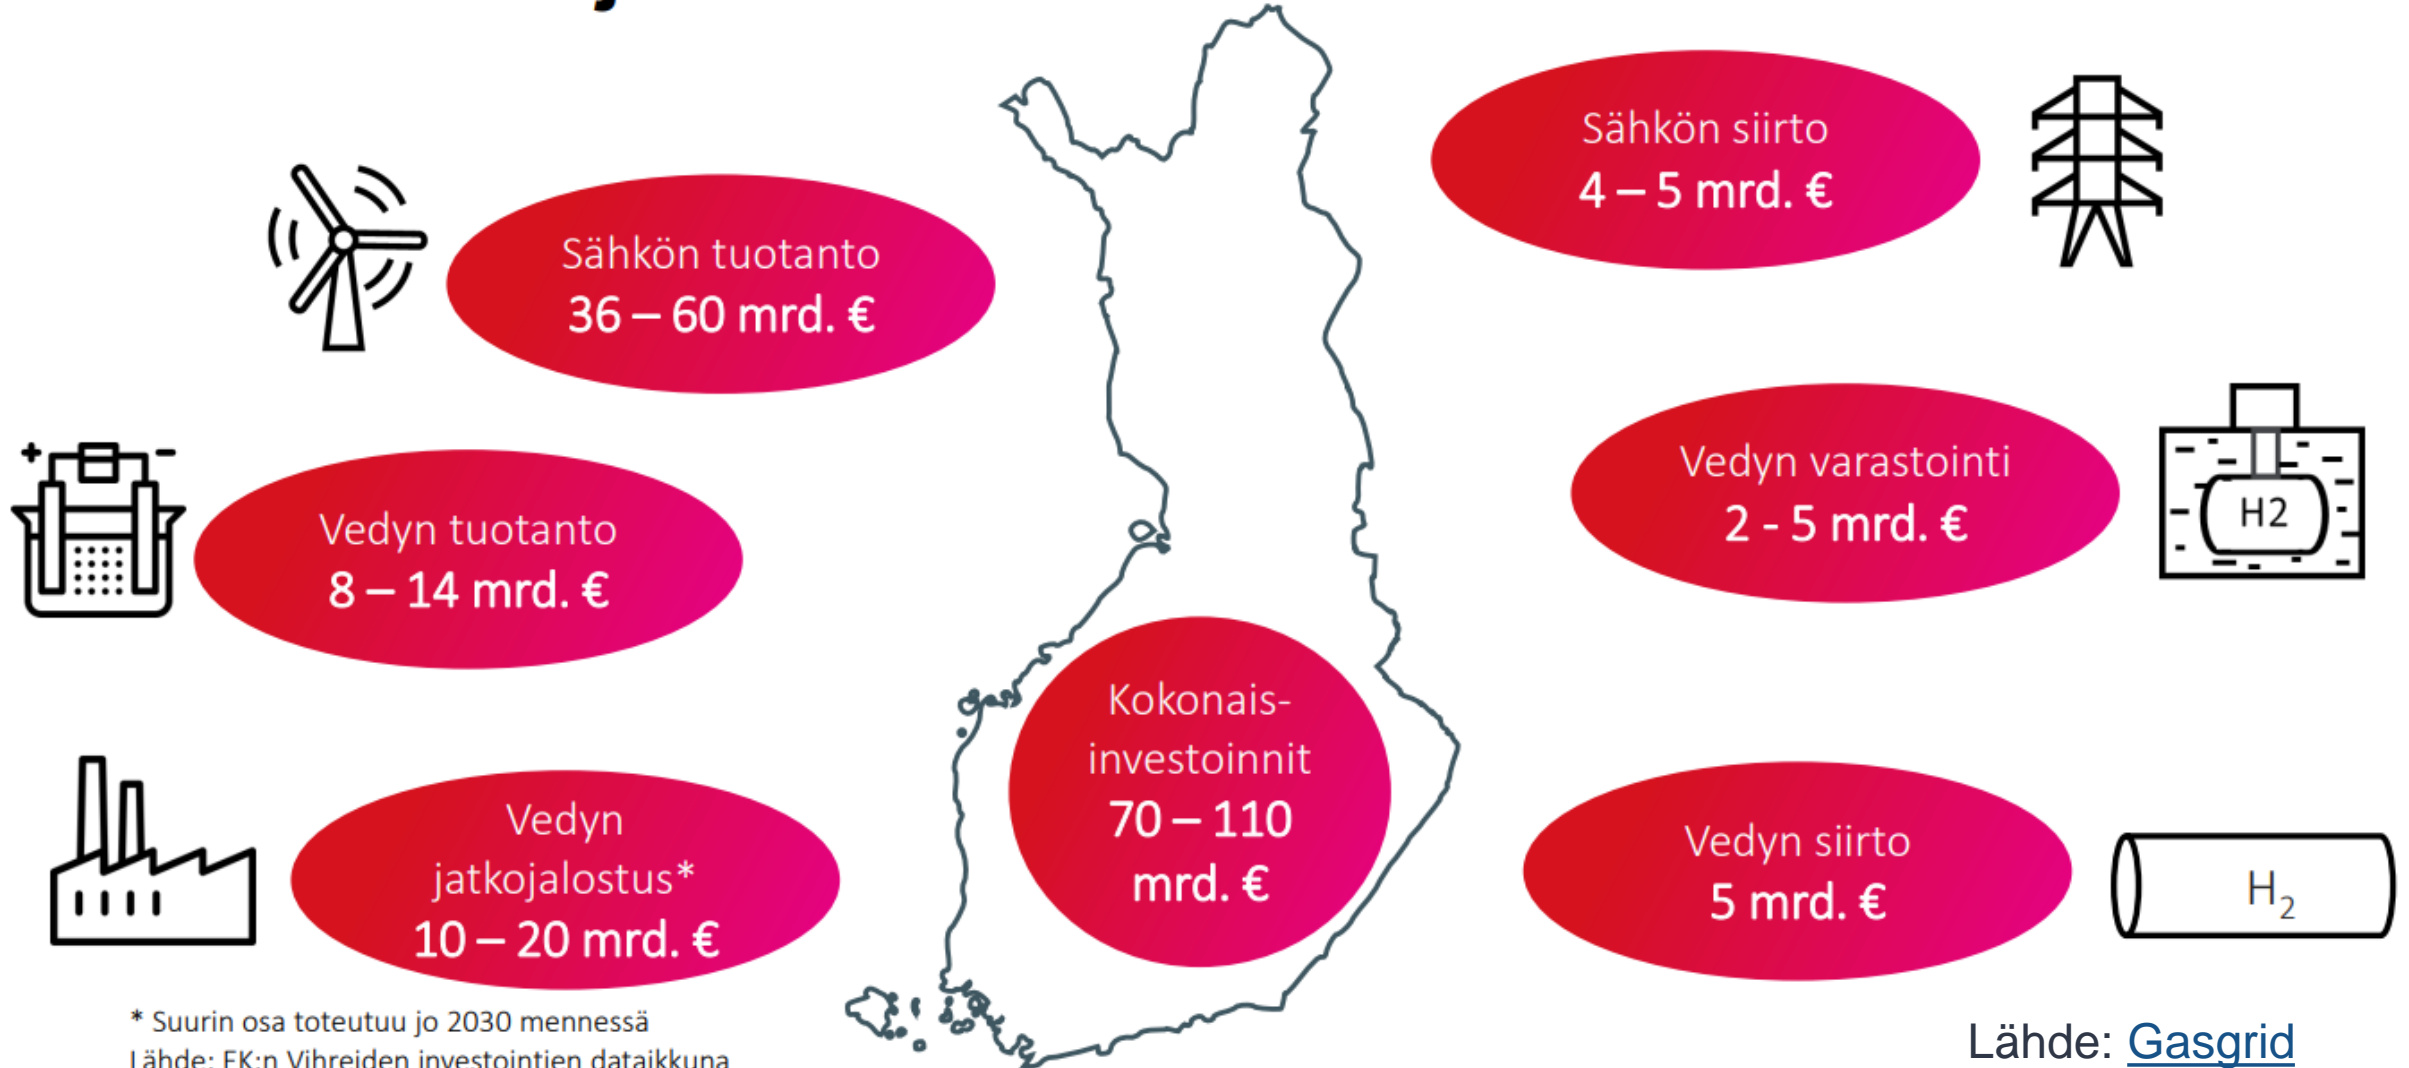 Sähkön siirto
4 – 5 mrd. €
Sähkön tuotanto
36 – 60 mrd. €
Vedyn varastointi
2 - 5 mrd. €
H2
+ –
Vedyn tuotanto
8 – 14 mrd. €
Kokonais-
investoinnit
70 – 110
mrd. €
Vedyn
jatkojalostus*
10 – 20 mrd. €
Vedyn siirto
5 mrd. €
H₂
* Suurin osa toteutuu jo 2030 mennessä
Lähde: EK:n Vihreiden investointien dataikkuna
Lähde: Gasgrid